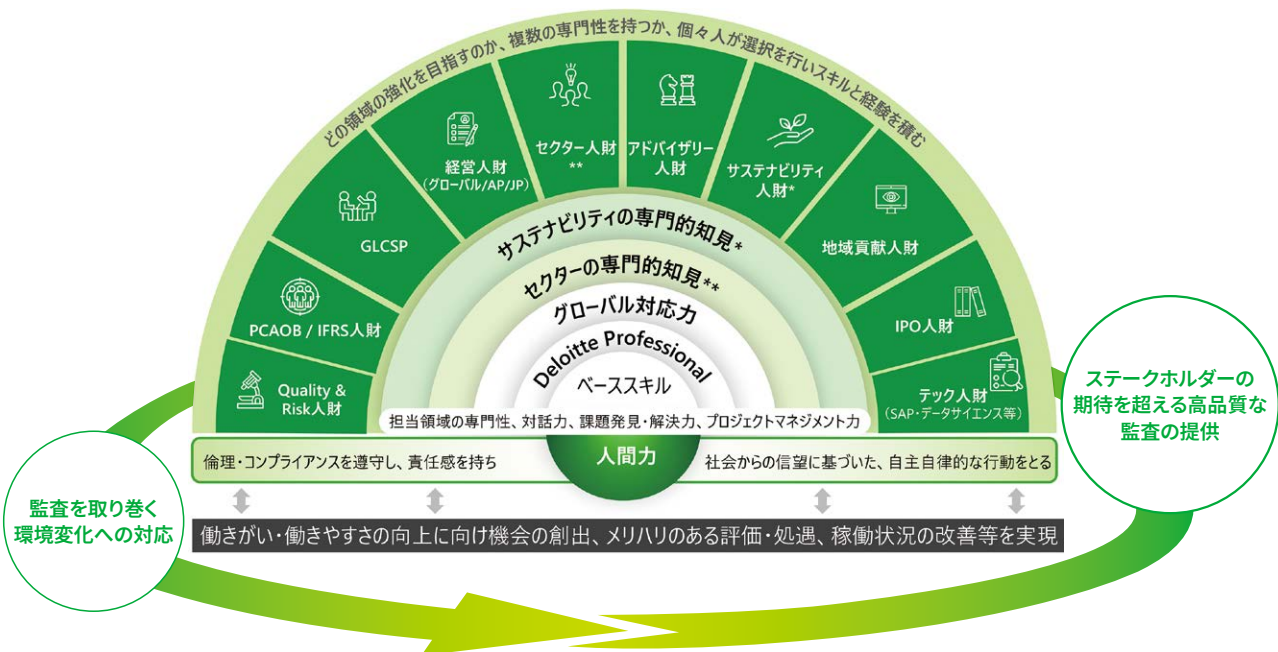 どの領域の強化を目指すのか、複数の専門性を持つか、個々人が選択を行いスキルと経験を積む
Quality &
Risk人財
PCAOB / IFRS人財
GLCSP
経営人財
(グローバル/AP/JP)
セクター人財
**
アドバイザリー
人財
サステナビリティ
人財*
地域貢献人財
IPO人財
テック人財
(SAP・データサイエンス等)
サステナビリティの専門的知見*
セクターの専門的知見**
グローバル対応力
Deloitte Professional
ベーススキル
担当領域の専門性、対話力、課題発見・解決力、プロジェクトマネジメント力
人間力
倫理・コンプライアンスを遵守し、責任感を持ち
社会からの信望に基づいた、自主自律的な行動をとる
働きがい・働きやすさの向上に向け機会の創出、メリハリのある評価・処遇、稼働状況の改善等を実現
監査を取り巻く
環境変化への対応
ステークホルダーの
期待を超える高品質な
監査の提供